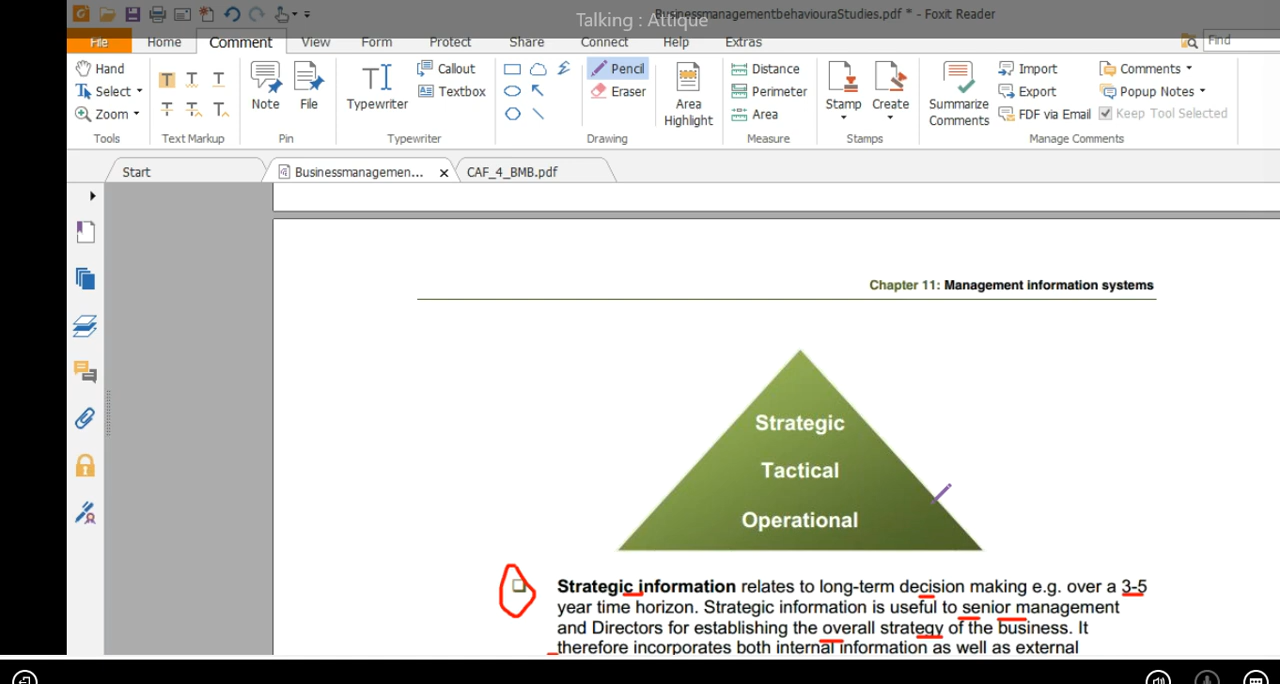 Talking : Attique
BusinessmanagementbehaviouraStudies.pdf * - Foxit Reader
File Home Comment View Form Protect Share Connect Help Extras Find
Hand Select Zoom Tools
Text Markup
Note File Pin
Typewriter Callout Textbox Typewriter
Pencil Eraser Area Highlight Drawing
Distance Perimeter Area Measure
Stamp Create Stamps
Summarize Comments Import Export FDF via Email Comments Popup Notes Keep Tool Selected Manage Comments
Start Businessmanagemen... CAF_4_BMB.pdf
Chapter 11: Management information systems
Strategic
Tactical
Operational
Strategic information relates to long-term decision making e.g. over a 3-5
year time horizon. Strategic information is useful to senior management
and Directors for establishing the overall strategy of the business. It
therefore incorporates both internal information as well as external